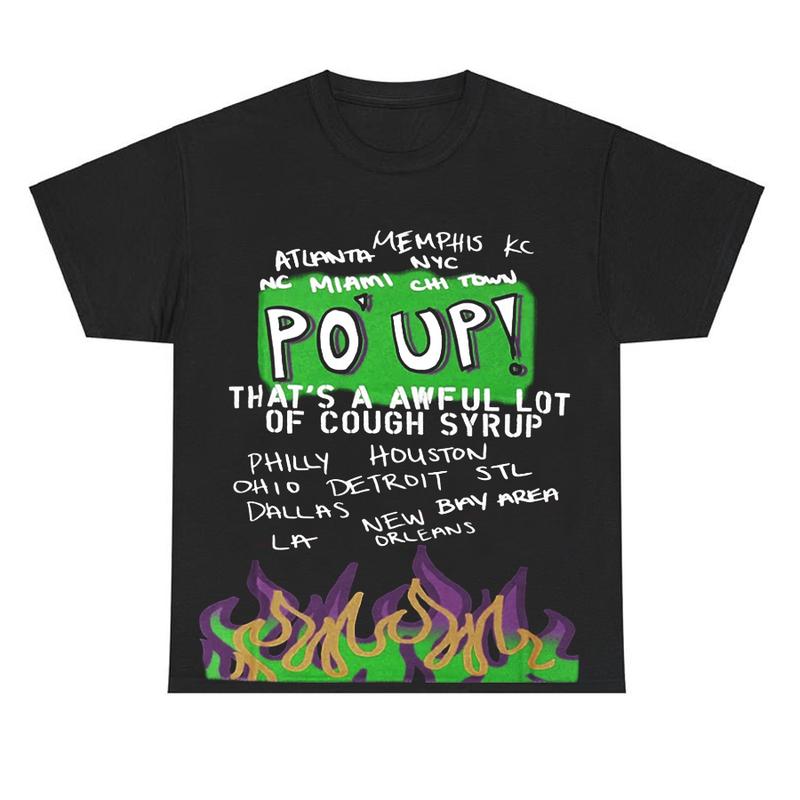 MEMPHIS KC
ATLANTA NYC
NC MIAMI CHI TOWN
PO' UP!
THAT'S A AWFUL LOT
OF COUGH SYRUP
PHILLY HOUSTON
OHIO DETROIT STL
DALLAS BAY AREA
LA NEW
ORLEANS